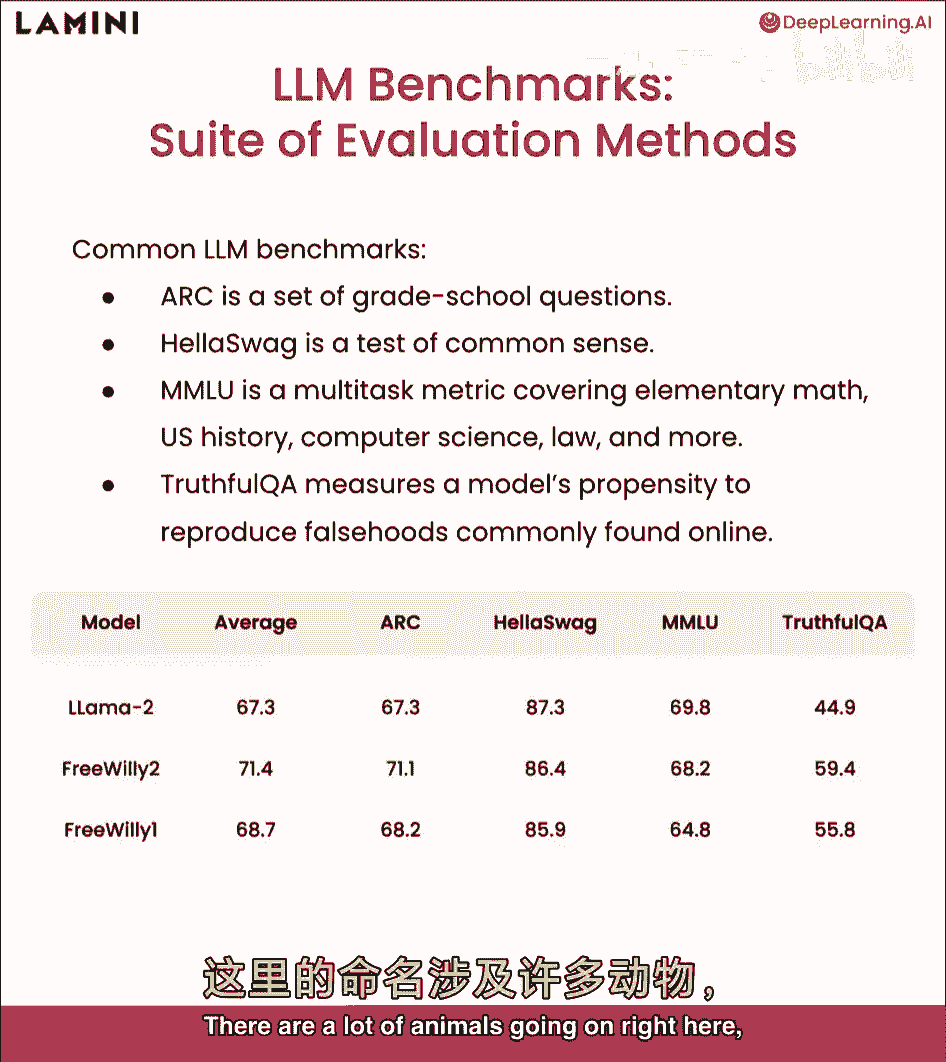 LAMINI
DeepLearning.AI
LLM Benchmarks:
Suite of Evaluation Methods
Common LLM benchmarks:
● ARC is a set of grade-school questions.
● HellaSwag is a test of common sense.
● MMLU is a multitask metric covering elementary math,
US history, computer science, law, and more.
● TruthfulQA measures a model's propensity to
reproduce falsehoods commonly found online.
Model Average ARC HellaSwag MMLU TruthfulQA
LLama-2 67.3 67.3 87.3 69.8 44.9
FreeWilly2 71.4 71.1 86.4 68.2 59.4
FreeWilly1 68.7 68.2 85.9 64.8 55.8
这里的命名涉及许多动物，
There are a lot of animals going on right here,